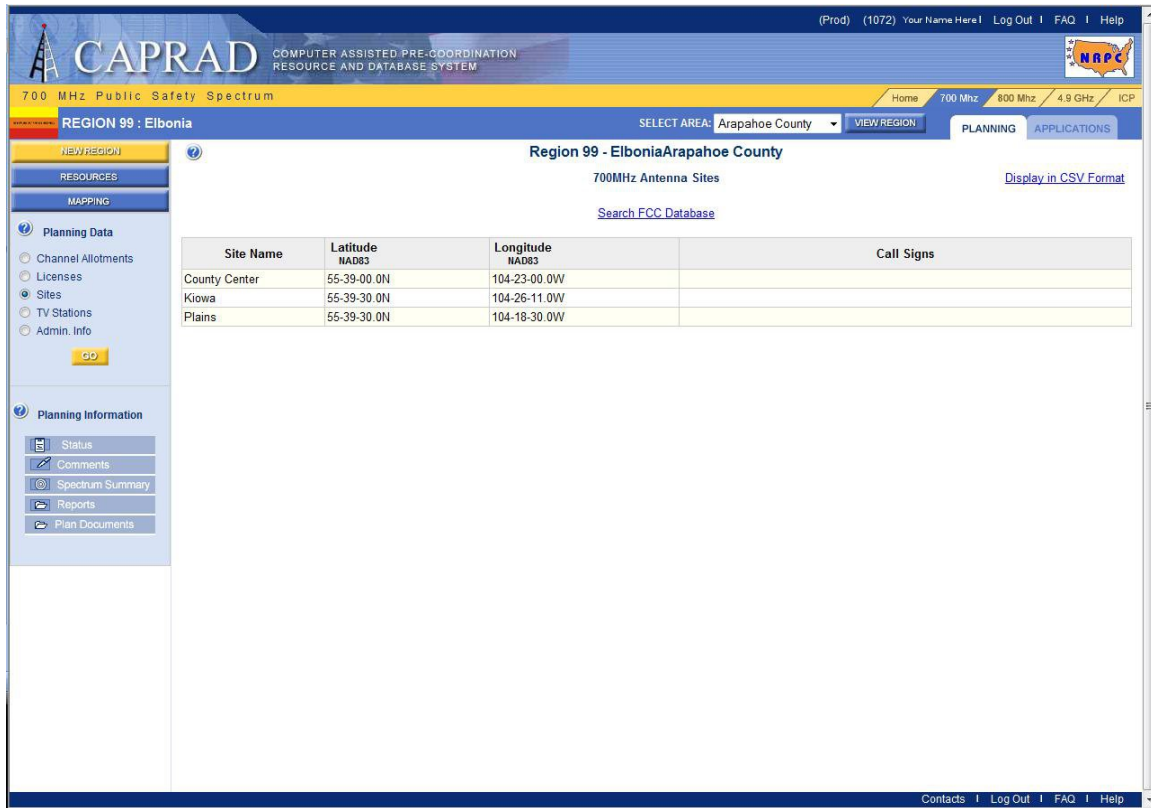 (Prod) (1072) Your Name Here I Log Out I FAQ I Help
CAPRAD COMPUTER ASSISTED PRE-COORDINATION
RESOURCE AND DATABASE SYSTEM
NRPC
700 MHz Public Safety Spectrum
Home 700 Mhz 800 Mhz 4.9 GHz ICP
REGION 99 : Elbonia SELECT AREA: Arapahoe County VIEW REGION PLANNING APPLICATIONS
NEW REGION
RESOURCES
MAPPING
Region 99 - ElboniaArapahoe County
700MHz Antenna Sites Display in CSV Format
Search FCC Database
Planning Data
Channel Allotments
Licenses
Sites
TV Stations
Admin. Info
GO
Site Name Latitude NAD83 Longitude NAD83 Call Signs
County Center 55-39-00.0N 104-23-00.0W
Kiowa 55-39-30.0N 104-26-11.0W
Plains 55-39-30.0N 104-18-30.0W
Planning Information
Status
Comments
Spectrum Summary
Reports
Plan Documents
Contacts I Log Out I FAQ I Help